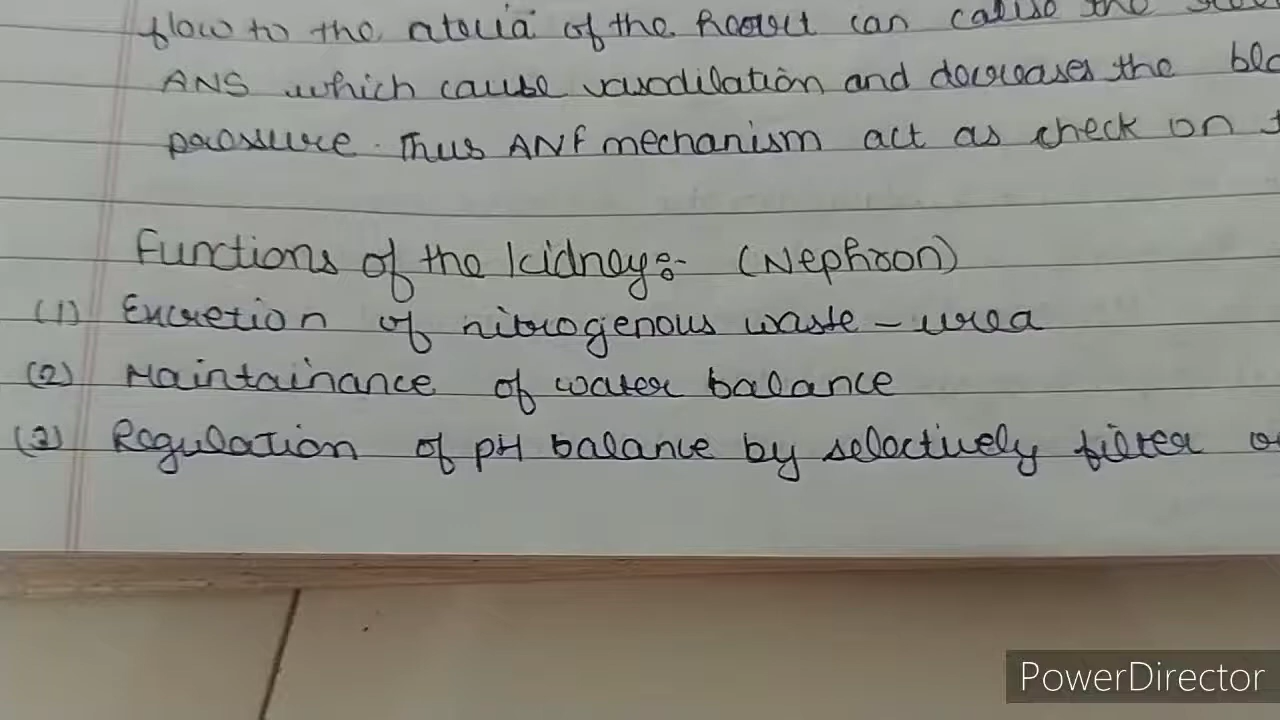 flow to the atria of the heart can cause the
ANS which cause vasodilation and decreases the blo
pressure. Thus ANF mechanism act as check on
Functions of the kidney:- (Nephron)
(1) Excretion of nitrogenous waste - urea
(2) Maintainance of water balance
(3) Regulation of pH balance by selectively filter
PowerDirector